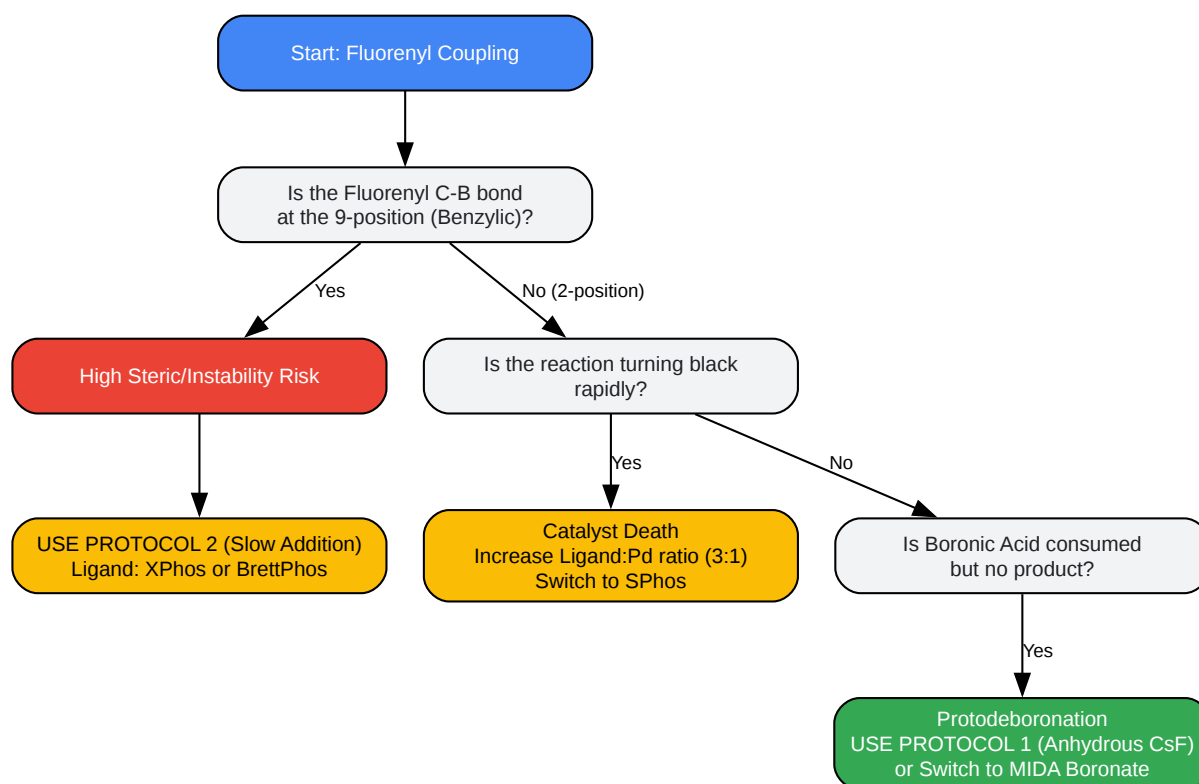 Start: Fluorenyl Coupling
Is the Fluorenyl C-B bond
at the 9-position (Benzylic)?
Yes
No (2-position)
High Steric/Instability Risk
Is the reaction turning black
rapidly?
Yes
No
USE PROTOCOL 2 (Slow Addition)
Ligand: XPhos or BrettPhos
Catalyst Death
Increase Ligand:Pd ratio (3:1)
Switch to SPhos
Is Boronic Acid consumed
but no product?
Yes
Protodeboronation
USE PROTOCOL 1 (Anhydrous CsF)
or Switch to MIDA Boronate